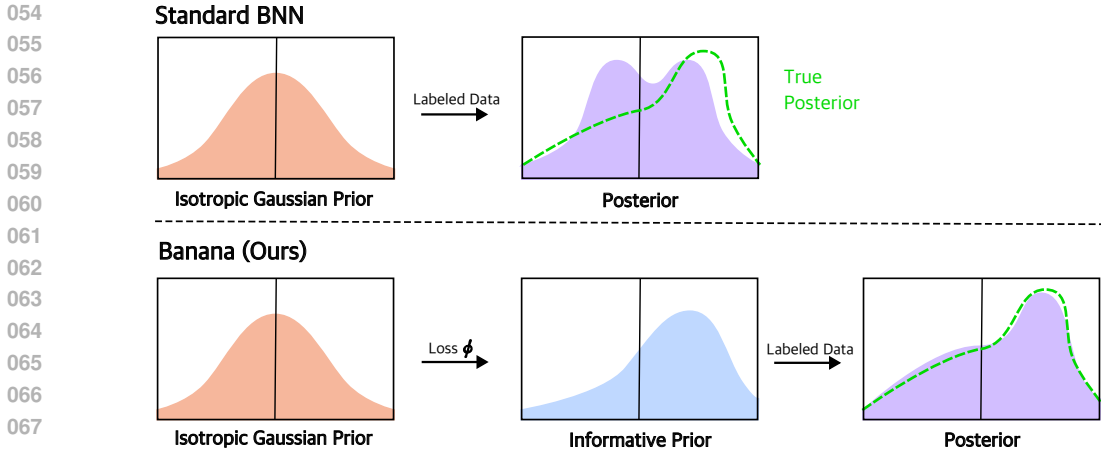 054
Standard BNN
055
056
True
057
Labeled Data
Posterior
058
059
Isotropic Gaussian Prior
Posterior
060
061
Banana (Ours)
062
063
064
Loss ϕ
Labeled Data
065
066
067
Isotropic Gaussian Prior
Informative Prior
Posterior